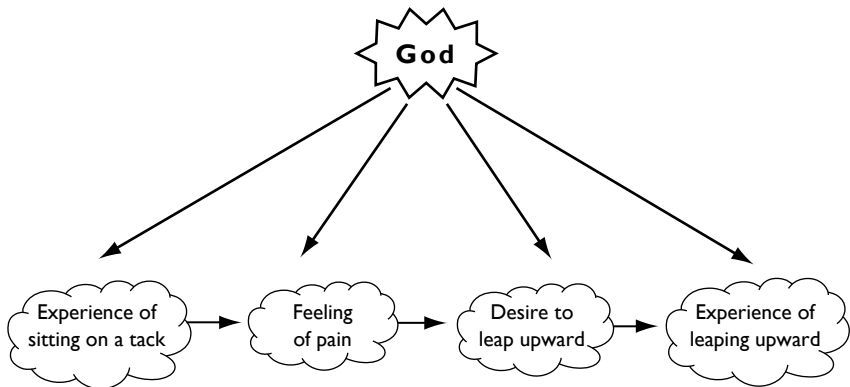 God
Experience of
sitting on a tack
Feeling
of pain
Desire to
leap upward
Experience of
leaping upward